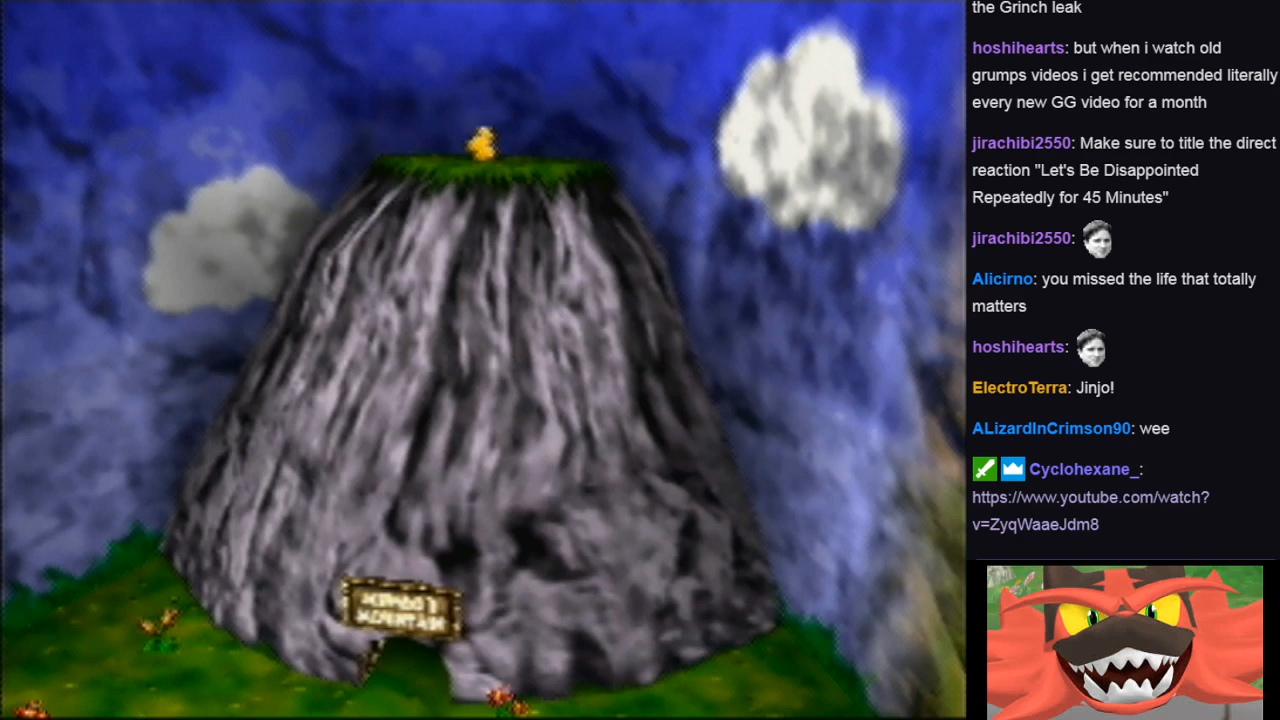 the Grinch leak
hoshihearts: but when i watch old
grumps videos i get recommended literally
every new GG video for a month
jirachibi2550: Make sure to title the direct
reaction "Let's Be Disappointed
Repeatedly for 45 Minutes"
jirachibi2550:
Alicirno: you missed the life that totally
matters
hoshihearts:
ElectroTerra: Jinjo!
ALizardInCrimson90: wee
Cyclohexane_:
https://www.youtube.com/watch?
v=ZyqWaaeJdm8
MOUNTAIN